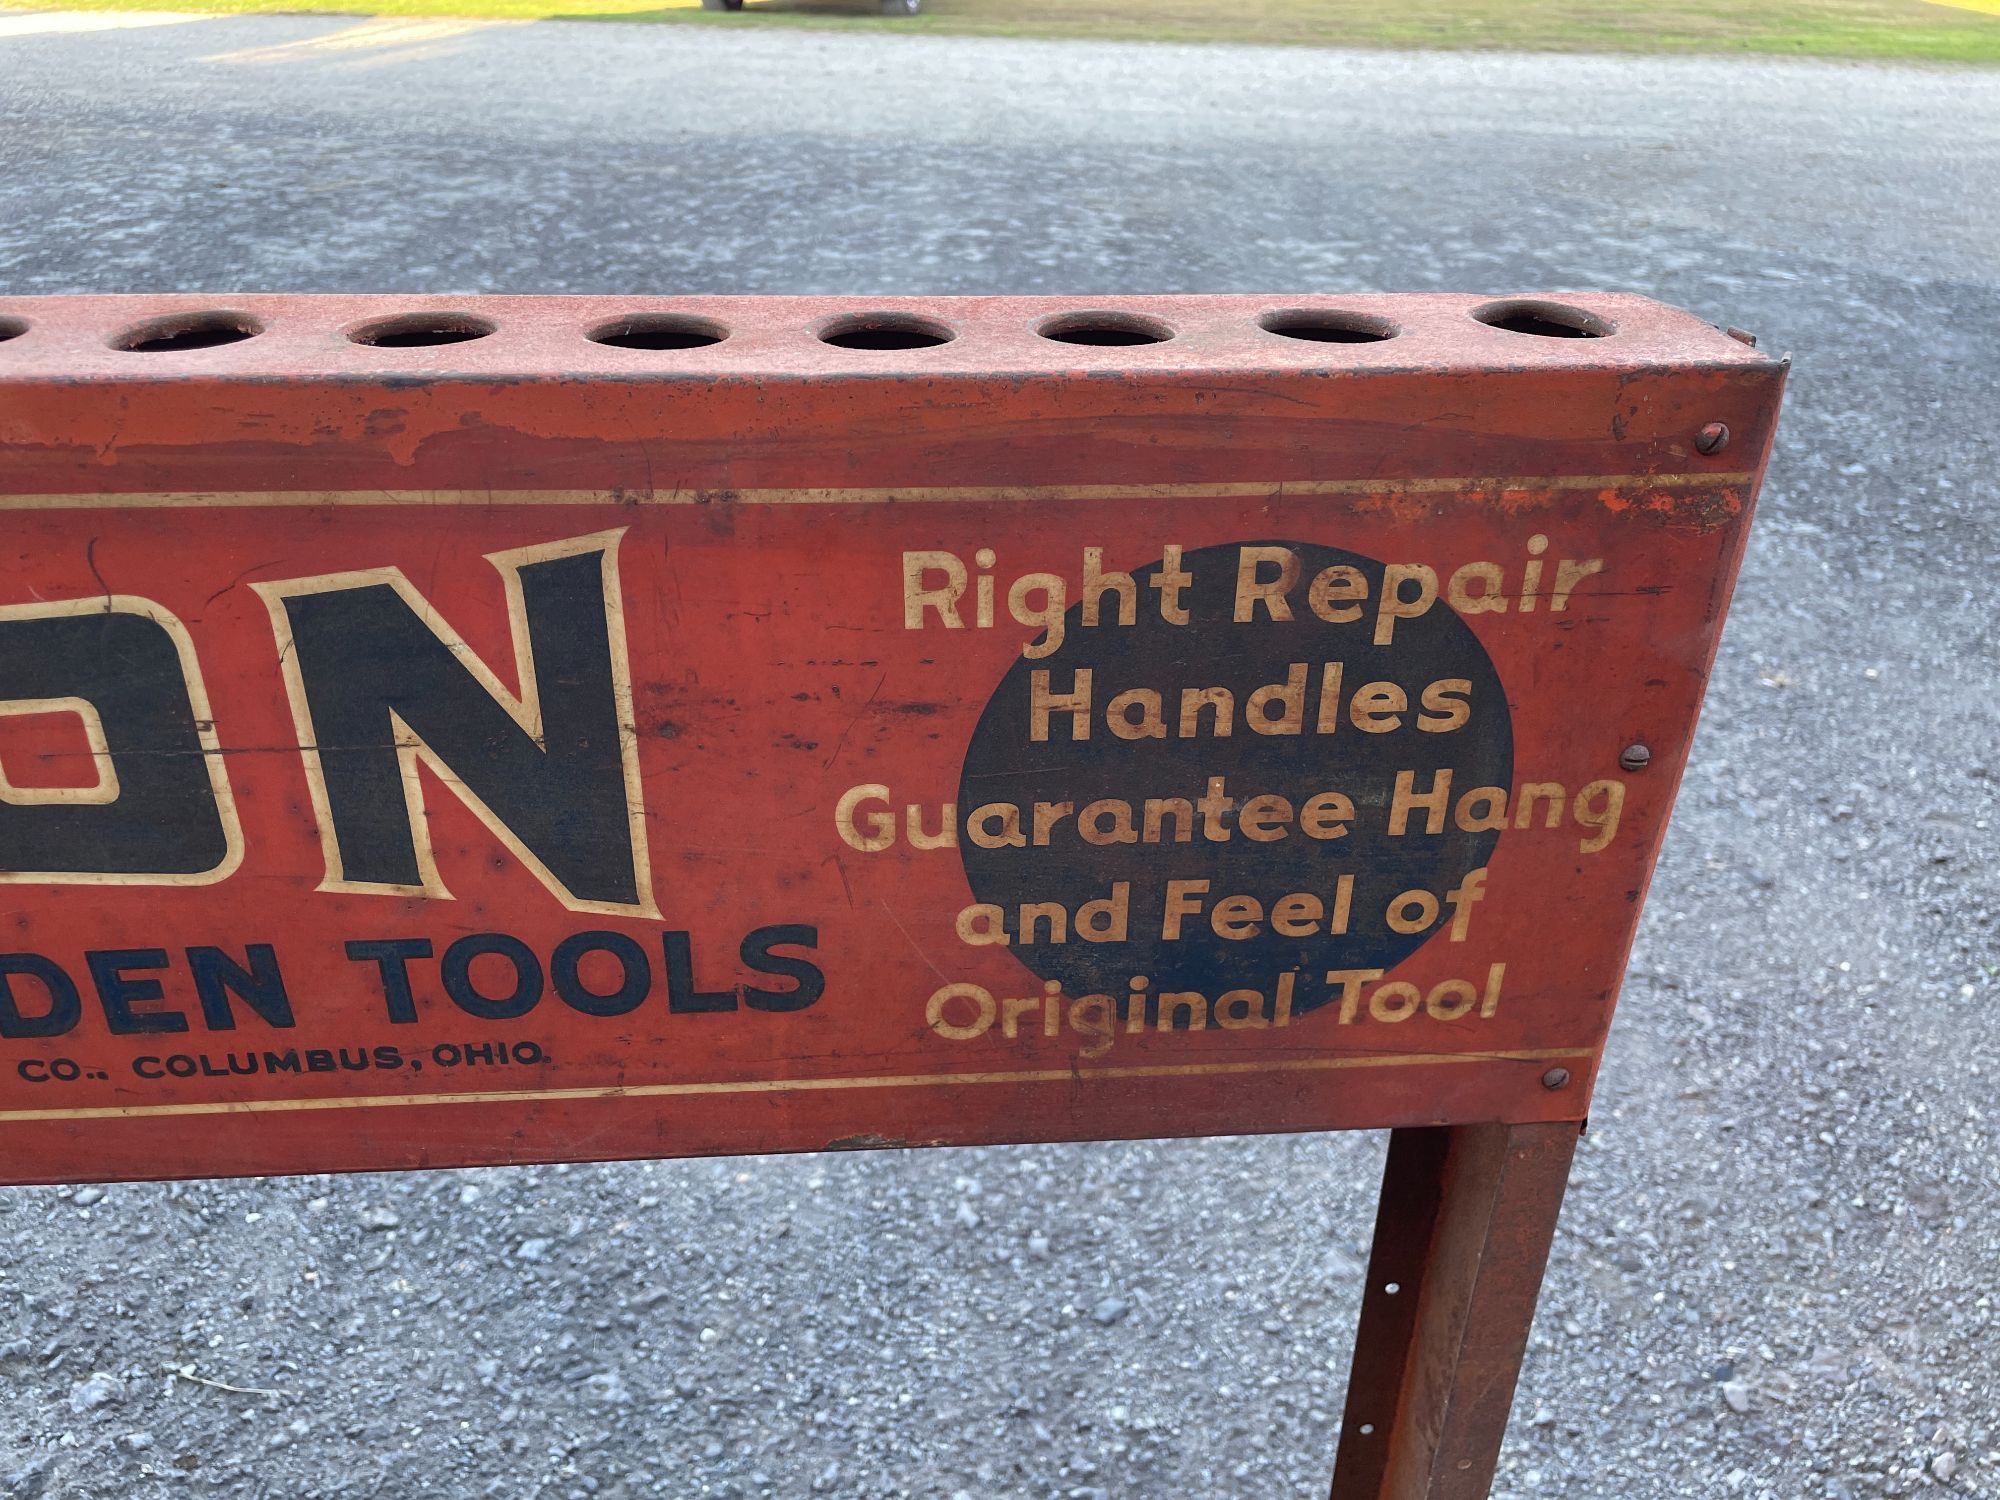 ON
DEN TOOLS
CO., COLUMBUS, OHIO.
Right Repair
Handles
Guarantee Hang
and Feel of
Original Tool